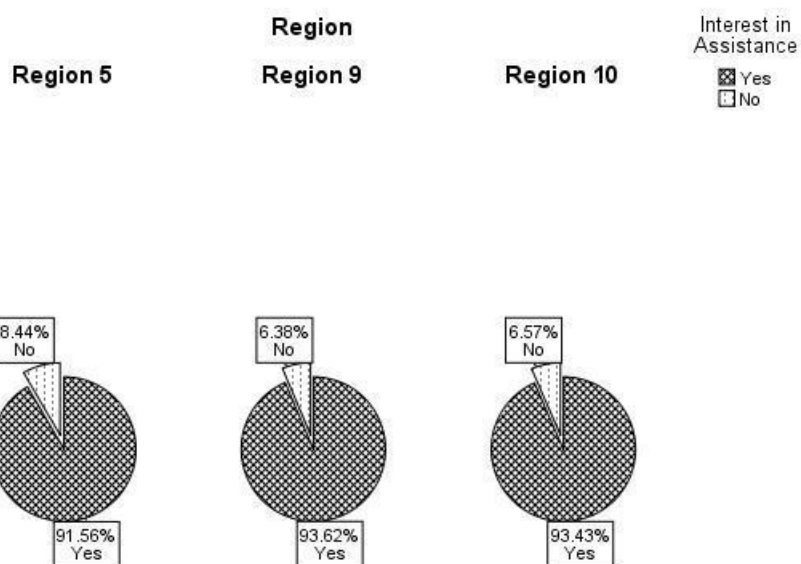 Region
Region 5
Region 9
Region 10
Interest in
Assistance
Yes
No
8.44%
No
6.38%
No
6.57%
No
91.56%
Yes
93.62%
Yes
93.43%
Yes